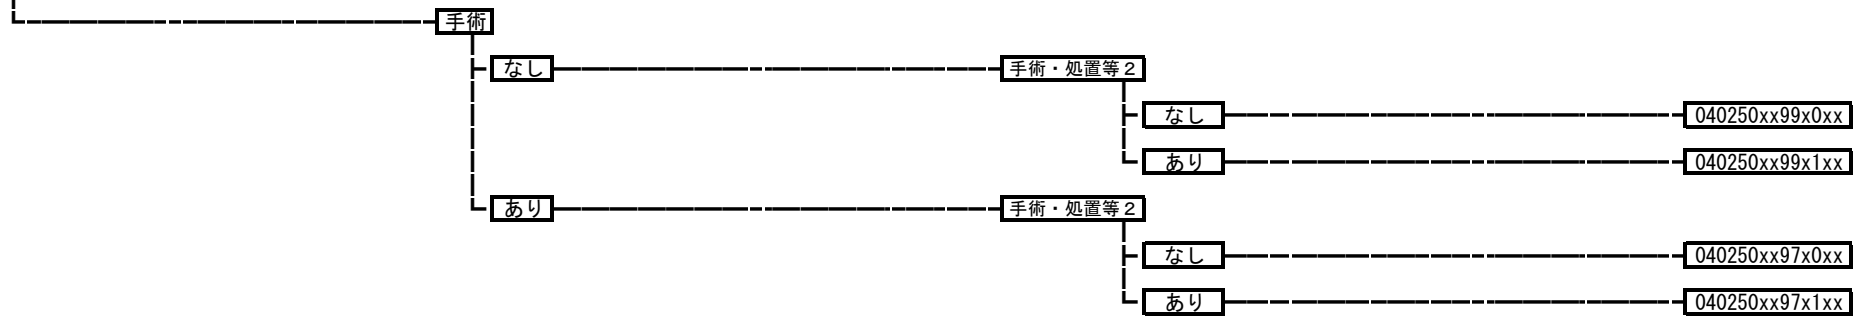 手術
なし 手術・処置等２
なし 040250xx99x0xx
あり 040250xx99x1xx
あり 手術・処置等２
なし 040250xx97x0xx
あり 040250xx97x1xx